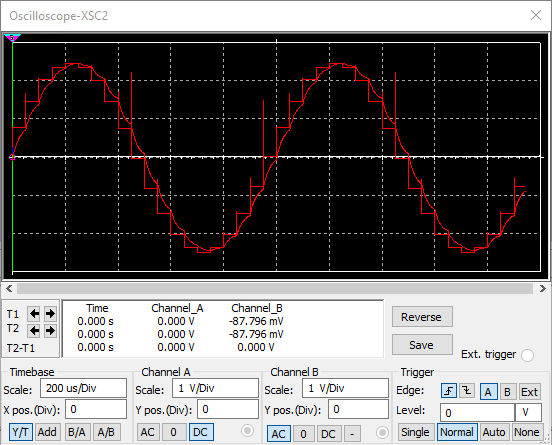 Oscilloscope-XSC2
Time Channel_A Channel_B
T1 0.000 s 0.000 V -87.796 mV
T2 0.000 s 0.000 V -87.796 mV
T2-T1 0.000 s 0.000 V 0.000 V
Reverse
Save
Ext. trigger
Timebase
Scale: 200 us/Div
X pos.(Div): 0
Y/T Add B/A A/B
Channel A
Scale: 1 V/Div
Y pos.(Div): 0
AC 0 DC
Channel B
Scale: 1 V/Div
Y pos.(Div): 0
AC 0 DC -
Trigger
Edge: A B Ext
Level: 0 V
Single Normal Auto None